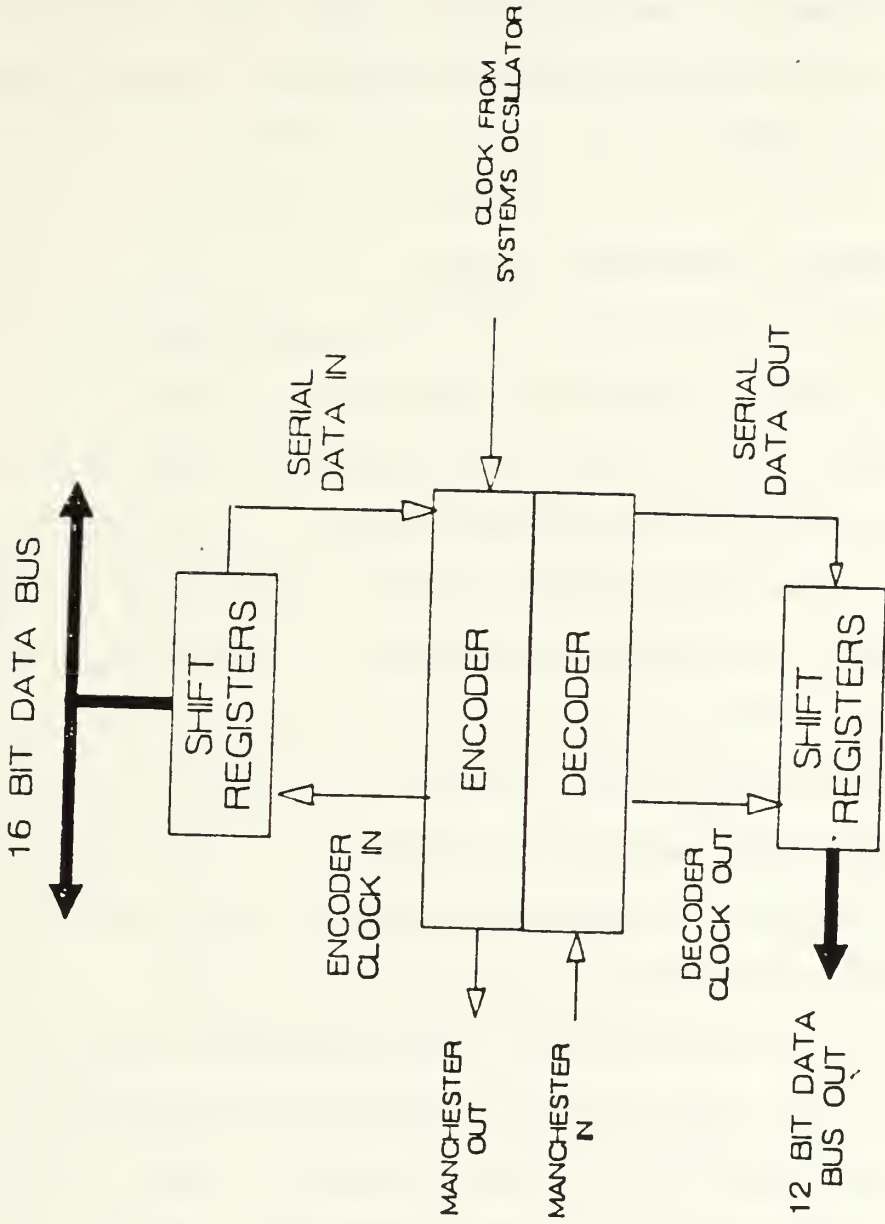 16 BIT DATA BUS
SHIFT
REGISTERS
SERIAL
DATA IN
ENCODER
CLOCK IN
CLOCK FROM
SYSTEMS OCSILLATOR
ENCODER
DECODER
MANCHESTER
OUT
MANCHESTER
IN
DECODER
CLOCK OUT
SERIAL
DATA OUT
SHIFT
REGISTERS
12 BIT DATA
BUS OUT